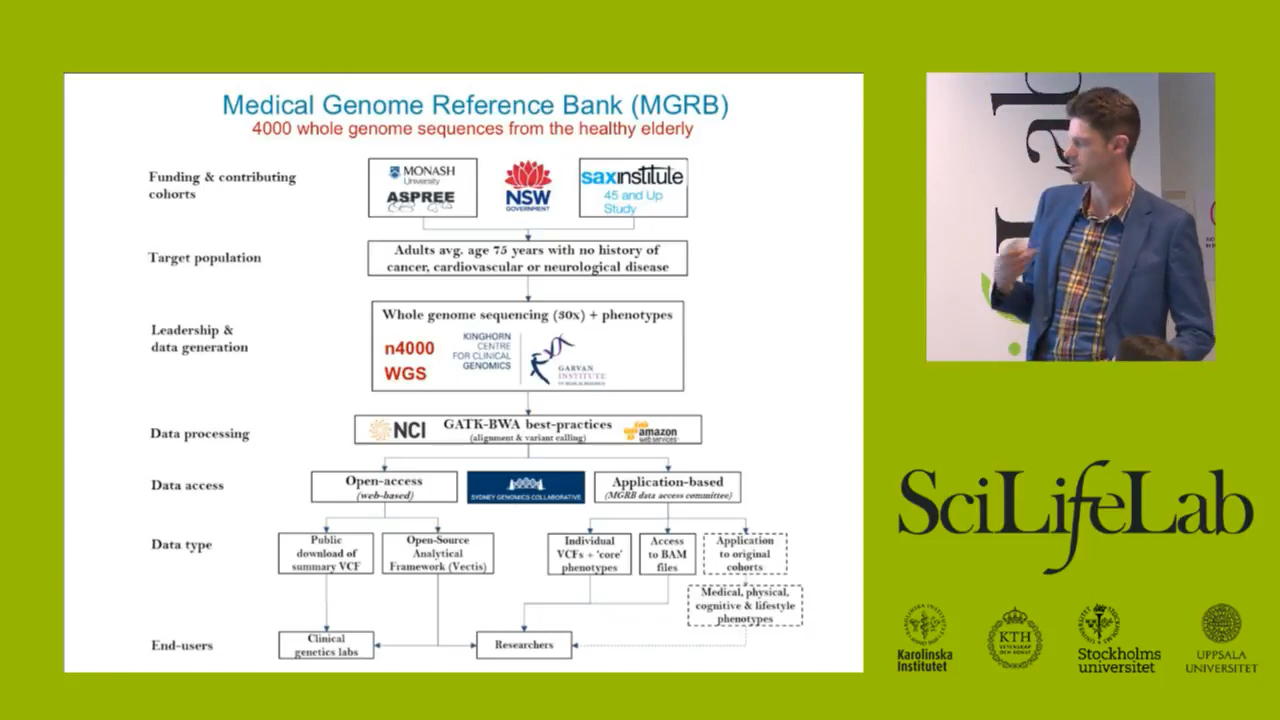 Medical Genome Reference Bank (MGRB)
4000 whole genome sequences from the healthy elderly
Funding & contributing
cohorts
MONASH
University
ASPREE
NSW
GOVERNMENT
saxinstitute
45 and Up
Study
Target population
Adults avg. age 75 years with no history of
cancer, cardiovascular or neurological disease
Leadership &
data generation
Whole genome sequencing (30x) + phenotypes
n4000
WGS
KINGHORN
CENTRE
FOR CLINICAL
GENOMICS
GARVAN
INSTITUTE
OF MEDICAL RESEARCH
Data processing
NCI
GATK-BWA best-practices
(alignment & variant calling)
amazon
web services
Data access
Open-access
(web-based)
SYDNEY GENOMICS COLLABORATIVE
Application-based
(MGRB data access committee)
Data type
Public
download of
summary VCF
Open-Source
Analytical
Framework (Vectis)
Individual
VCFs + 'core'
phenotypes
Access
to BAM
files
Application
to original
cohorts
Medical, physical,
cognitive & lifestyle
phenotypes
End-users
Clinical
genetics labs
Researchers
Lab
SciLifeLab
Karolinska
Institutet
KTH
VETENSKAP
OCH KONST
Stockholms
universitet
UPPSALA
UNIVERSITET